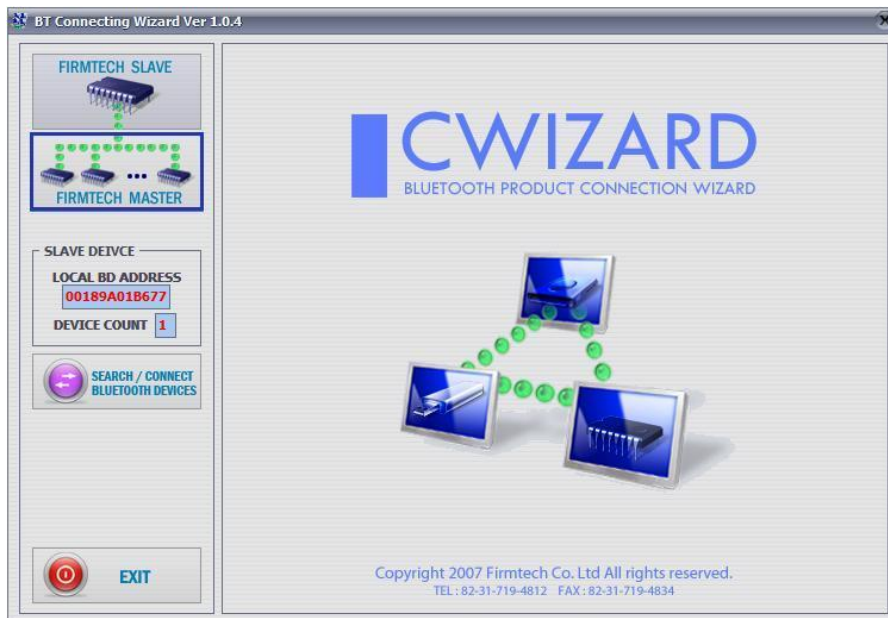 BT Connecting Wizard Ver 1.0.4
FIRMTECH SLAVE
FIRMTECH MASTER
SLAVE DEIVCE
LOCAL BD ADDRESS
00189A01B677
DEVICE COUNT 1
SEARCH / CONNECT
BLUETOOTH DEVICES
EXIT
CWIZARD
BLUETOOTH PRODUCT CONNECTION WIZARD
Copyright 2007 Firmtech Co. Ltd All rights reserved.
TEL : 82-31-719-4812 FAX : 82-31-719-4834